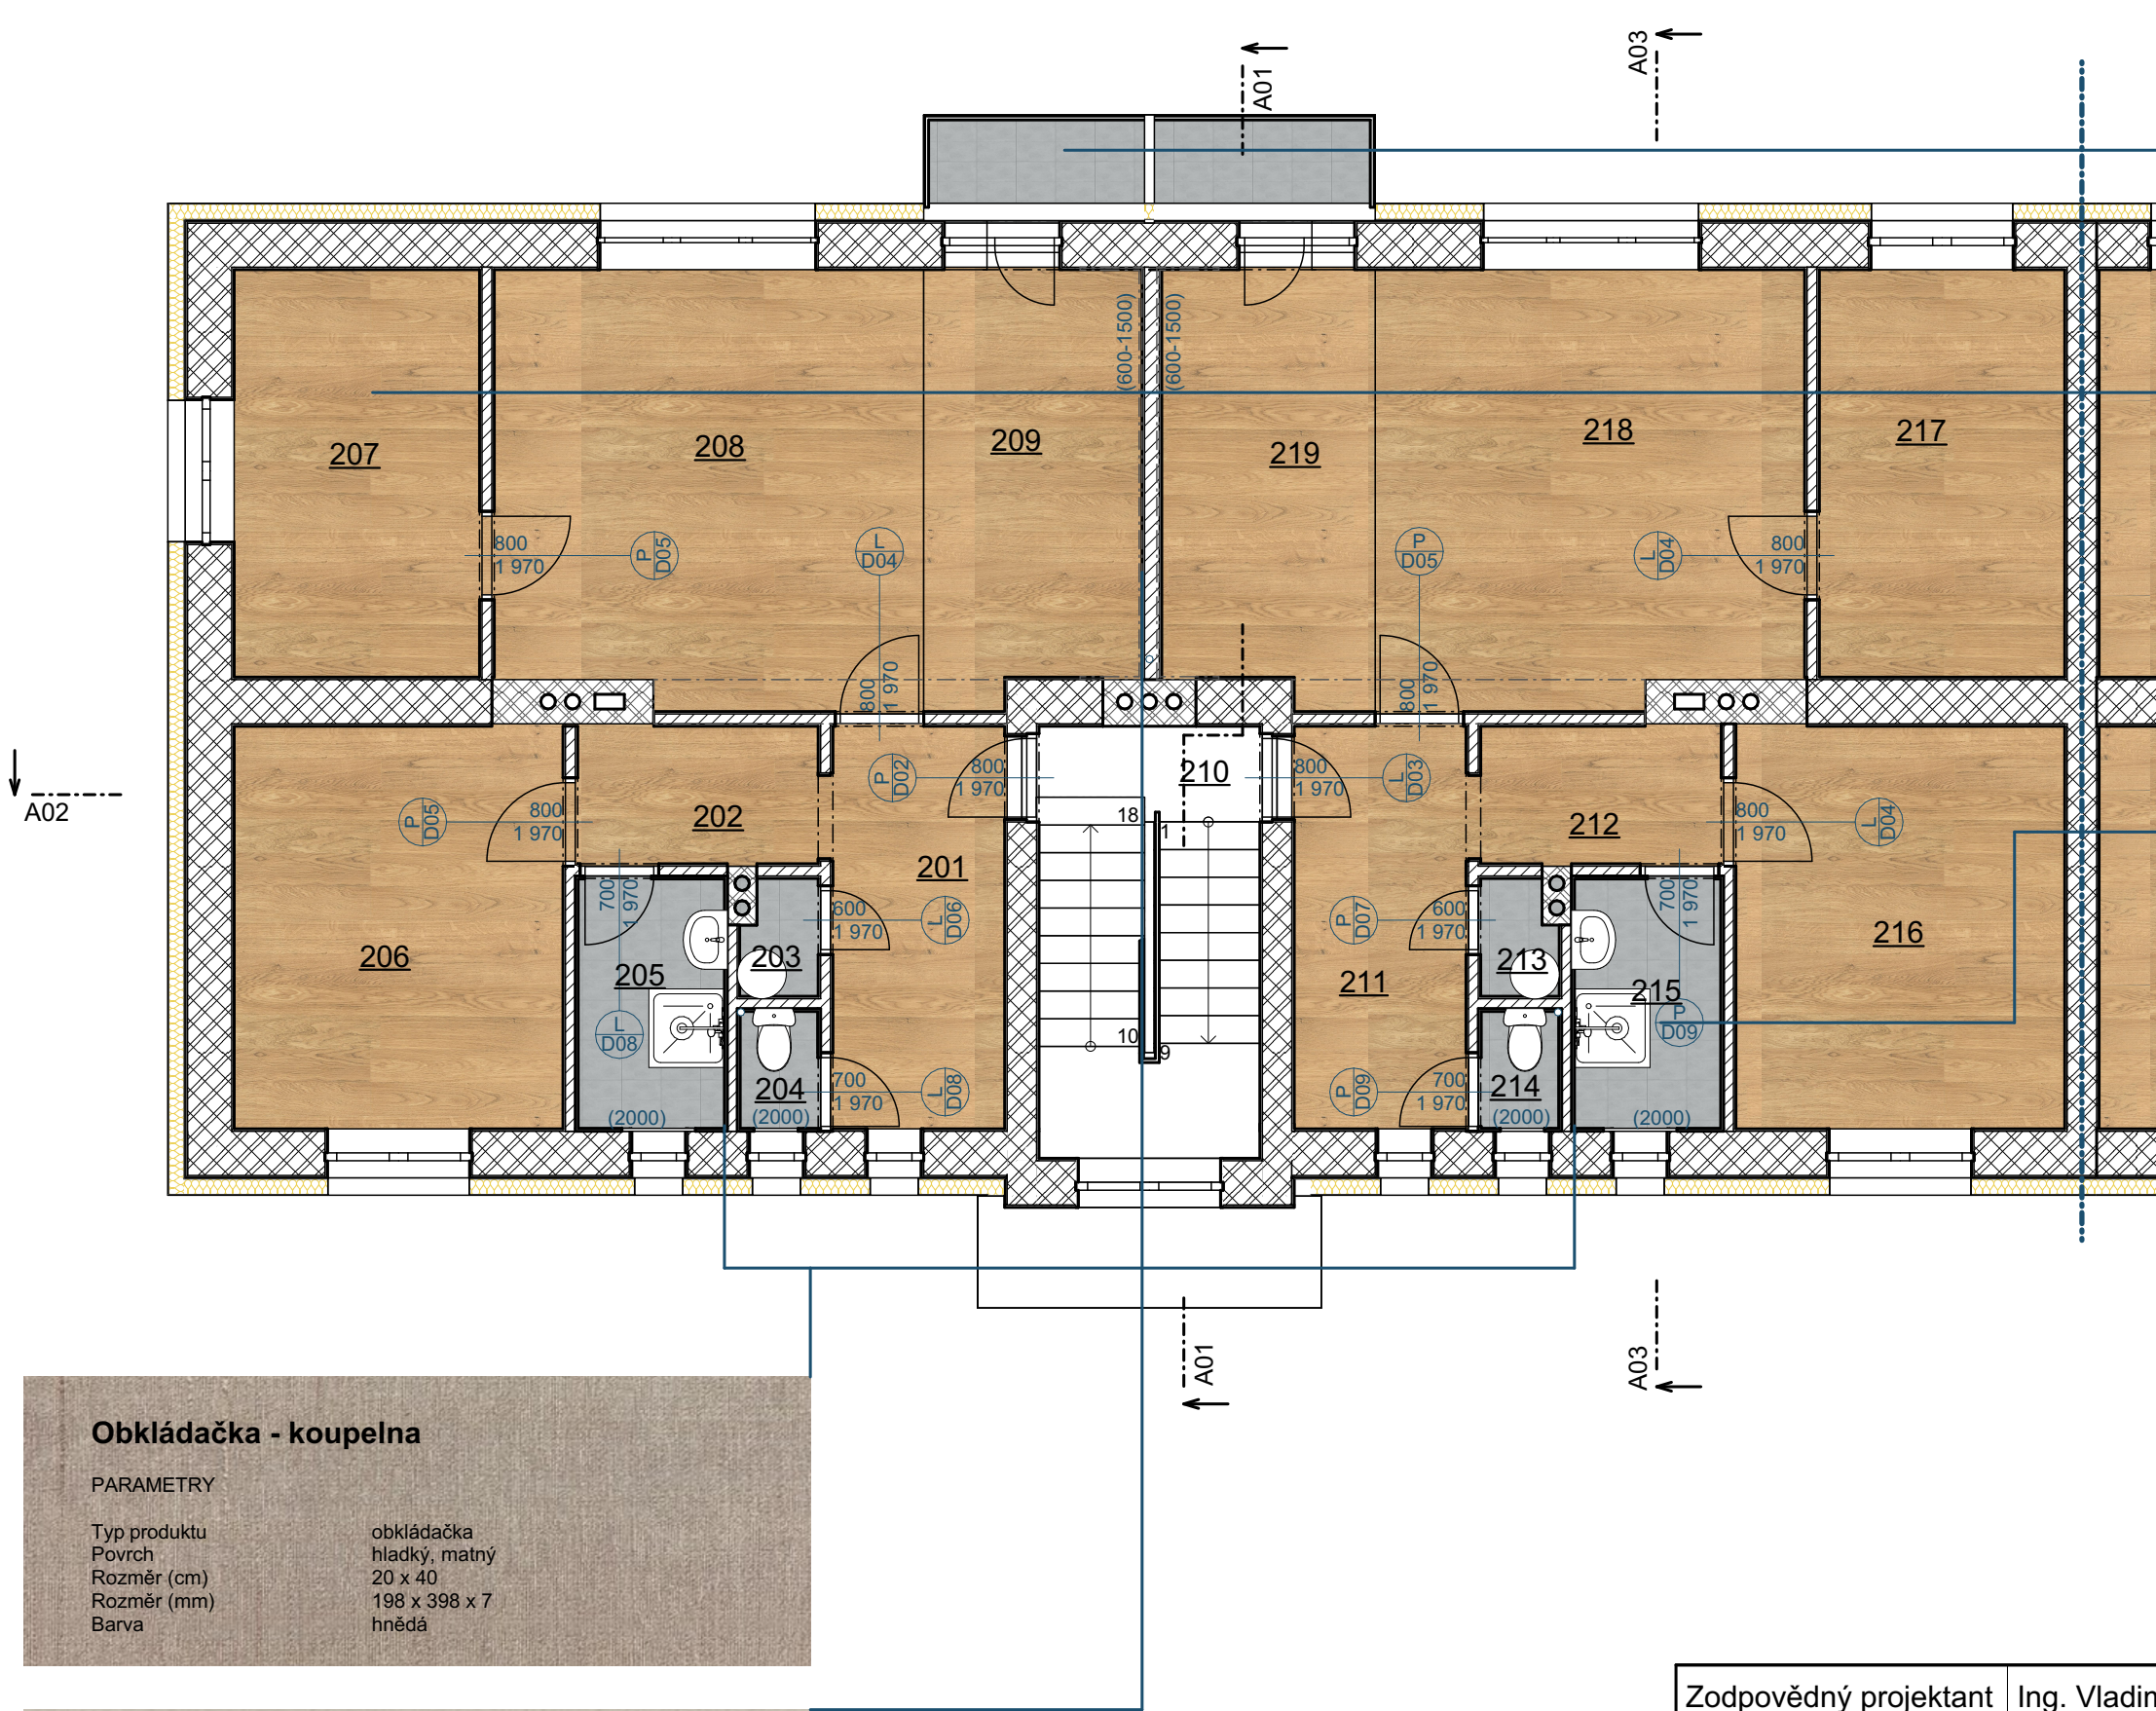 A03
A01
(600-1500)
(600-1500)
207
208
209
219
218
217
800
1 970
P
D05
L
D04
P
D05
L
D04
800
1 970
800
1 970
800
1 970
A02
P
D05
800
1 970
202
201
P
D02
800
1 970
210
18
1
800
1 970
L
D03
212
800
1 970
L
D04
700
1 970
600
1 970
L
D06
P
D07
600
1 970
700
1 970
206
205
203
211
213
215
216
L
D08
10
9
P
D09
204
700
1 970
L
D08
P
D09
700
1 970
214
(2000)
(2000)
(2000)
(2000)
A01
A03
Obkládačka - koupelna
PARAMETRY
Typ produktu obkládačka
Povrch hladký, matný
Rozměr (cm) 20 x 40
Rozměr (mm) 198 x 398 x 7
Barva hnědá
Zodpovědný projektant Ing.